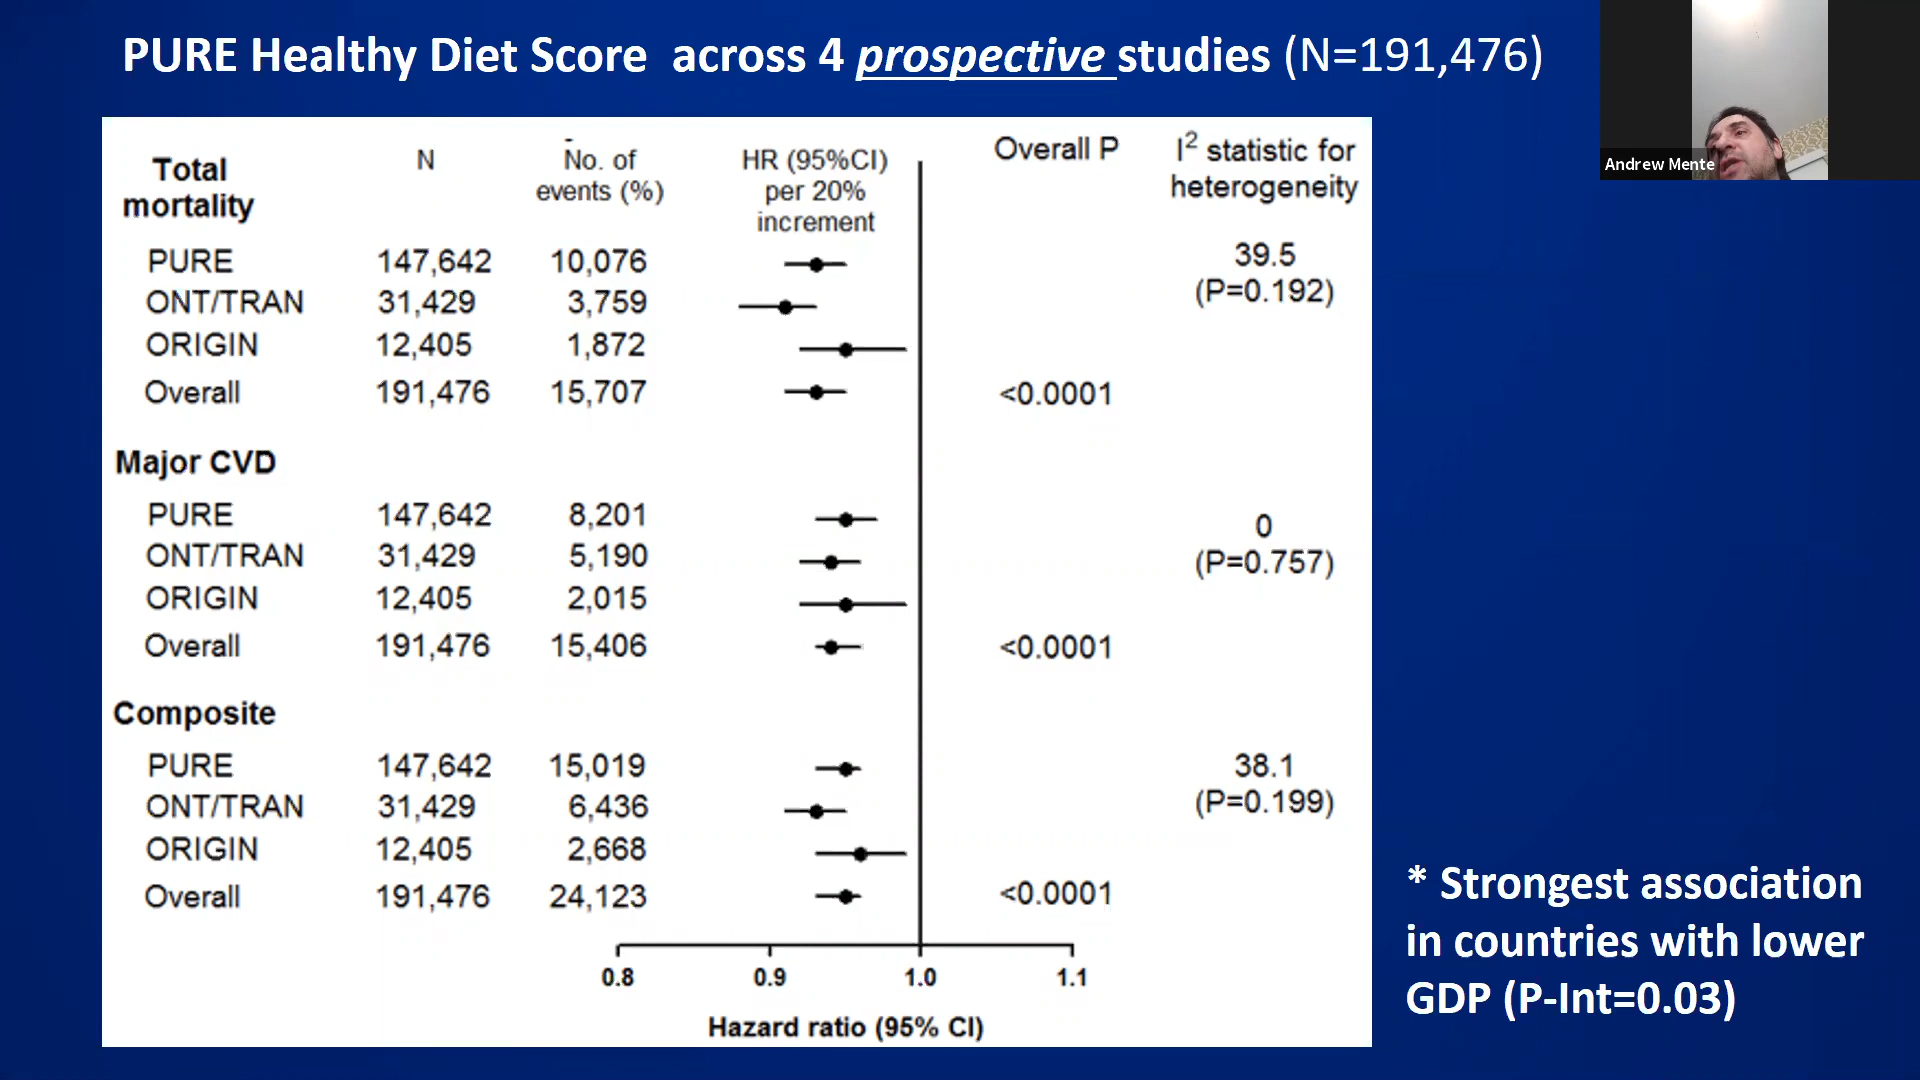 PURE Healthy Diet Score across 4 prospective studies (N=191,476)
Andrew Mente
Total mortality N No. of events (%) HR (95%CI) per 20% increment Overall P I² statistic for heterogeneity
PURE 147,642 10,076 39.5 (P=0.192)
ONT/TRAN 31,429 3,759
ORIGIN 12,405 1,872
Overall 191,476 15,707 <0.0001
Major CVD
PURE 147,642 8,201 0 (P=0.757)
ONT/TRAN 31,429 5,190
ORIGIN 12,405 2,015
Overall 191,476 15,406 <0.0001
Composite
PURE 147,642 15,019 38.1 (P=0.199)
ONT/TRAN 31,429 6,436
ORIGIN 12,405 2,668
Overall 191,476 24,123 <0.0001
0.8 0.9 1.0 1.1
Hazard ratio (95% CI)
* Strongest association
in countries with lower
GDP (P-Int=0.03)